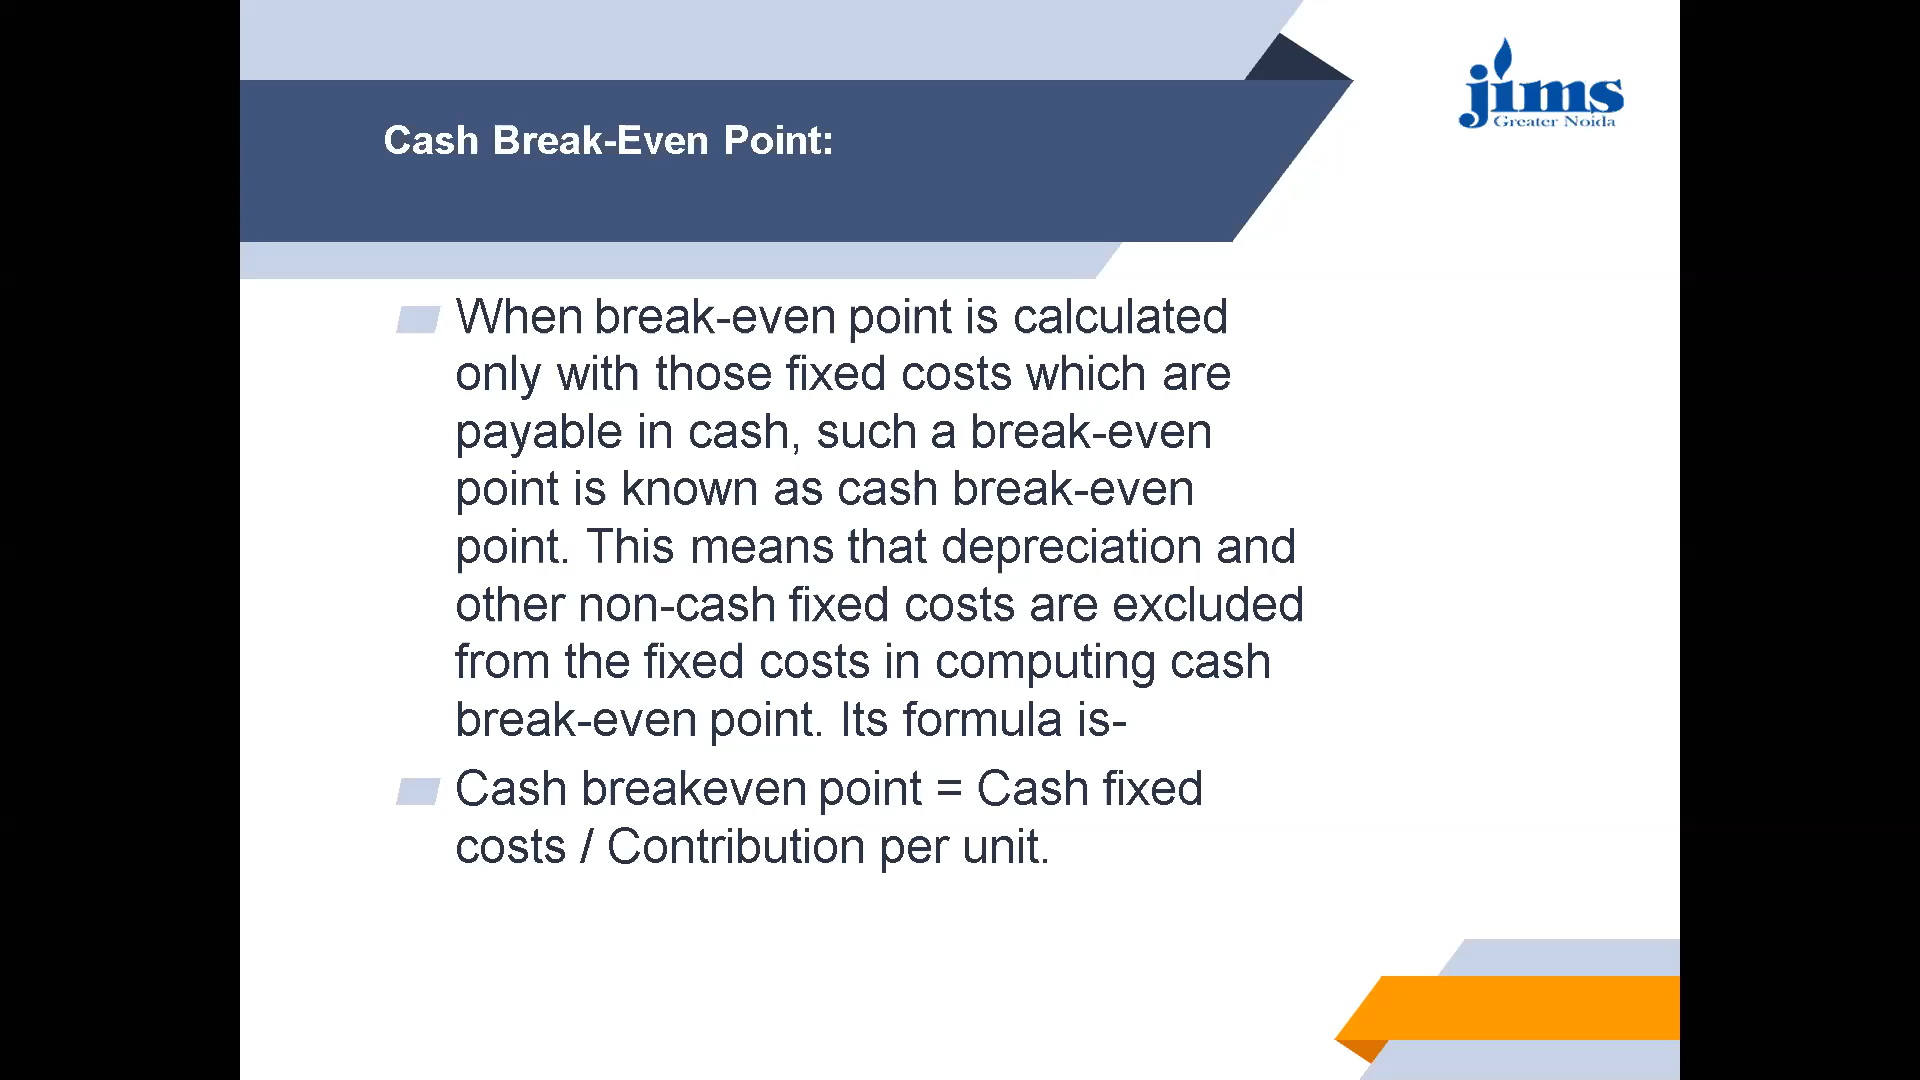 jims
Greater Noida
Cash Break-Even Point:
When break-even point is calculated
only with those fixed costs which are
payable in cash, such a break-even
point is known as cash break-even
point. This means that depreciation and
other non-cash fixed costs are excluded
from the fixed costs in computing cash
break-even point. Its formula is-
Cash breakeven point = Cash fixed
costs / Contribution per unit.